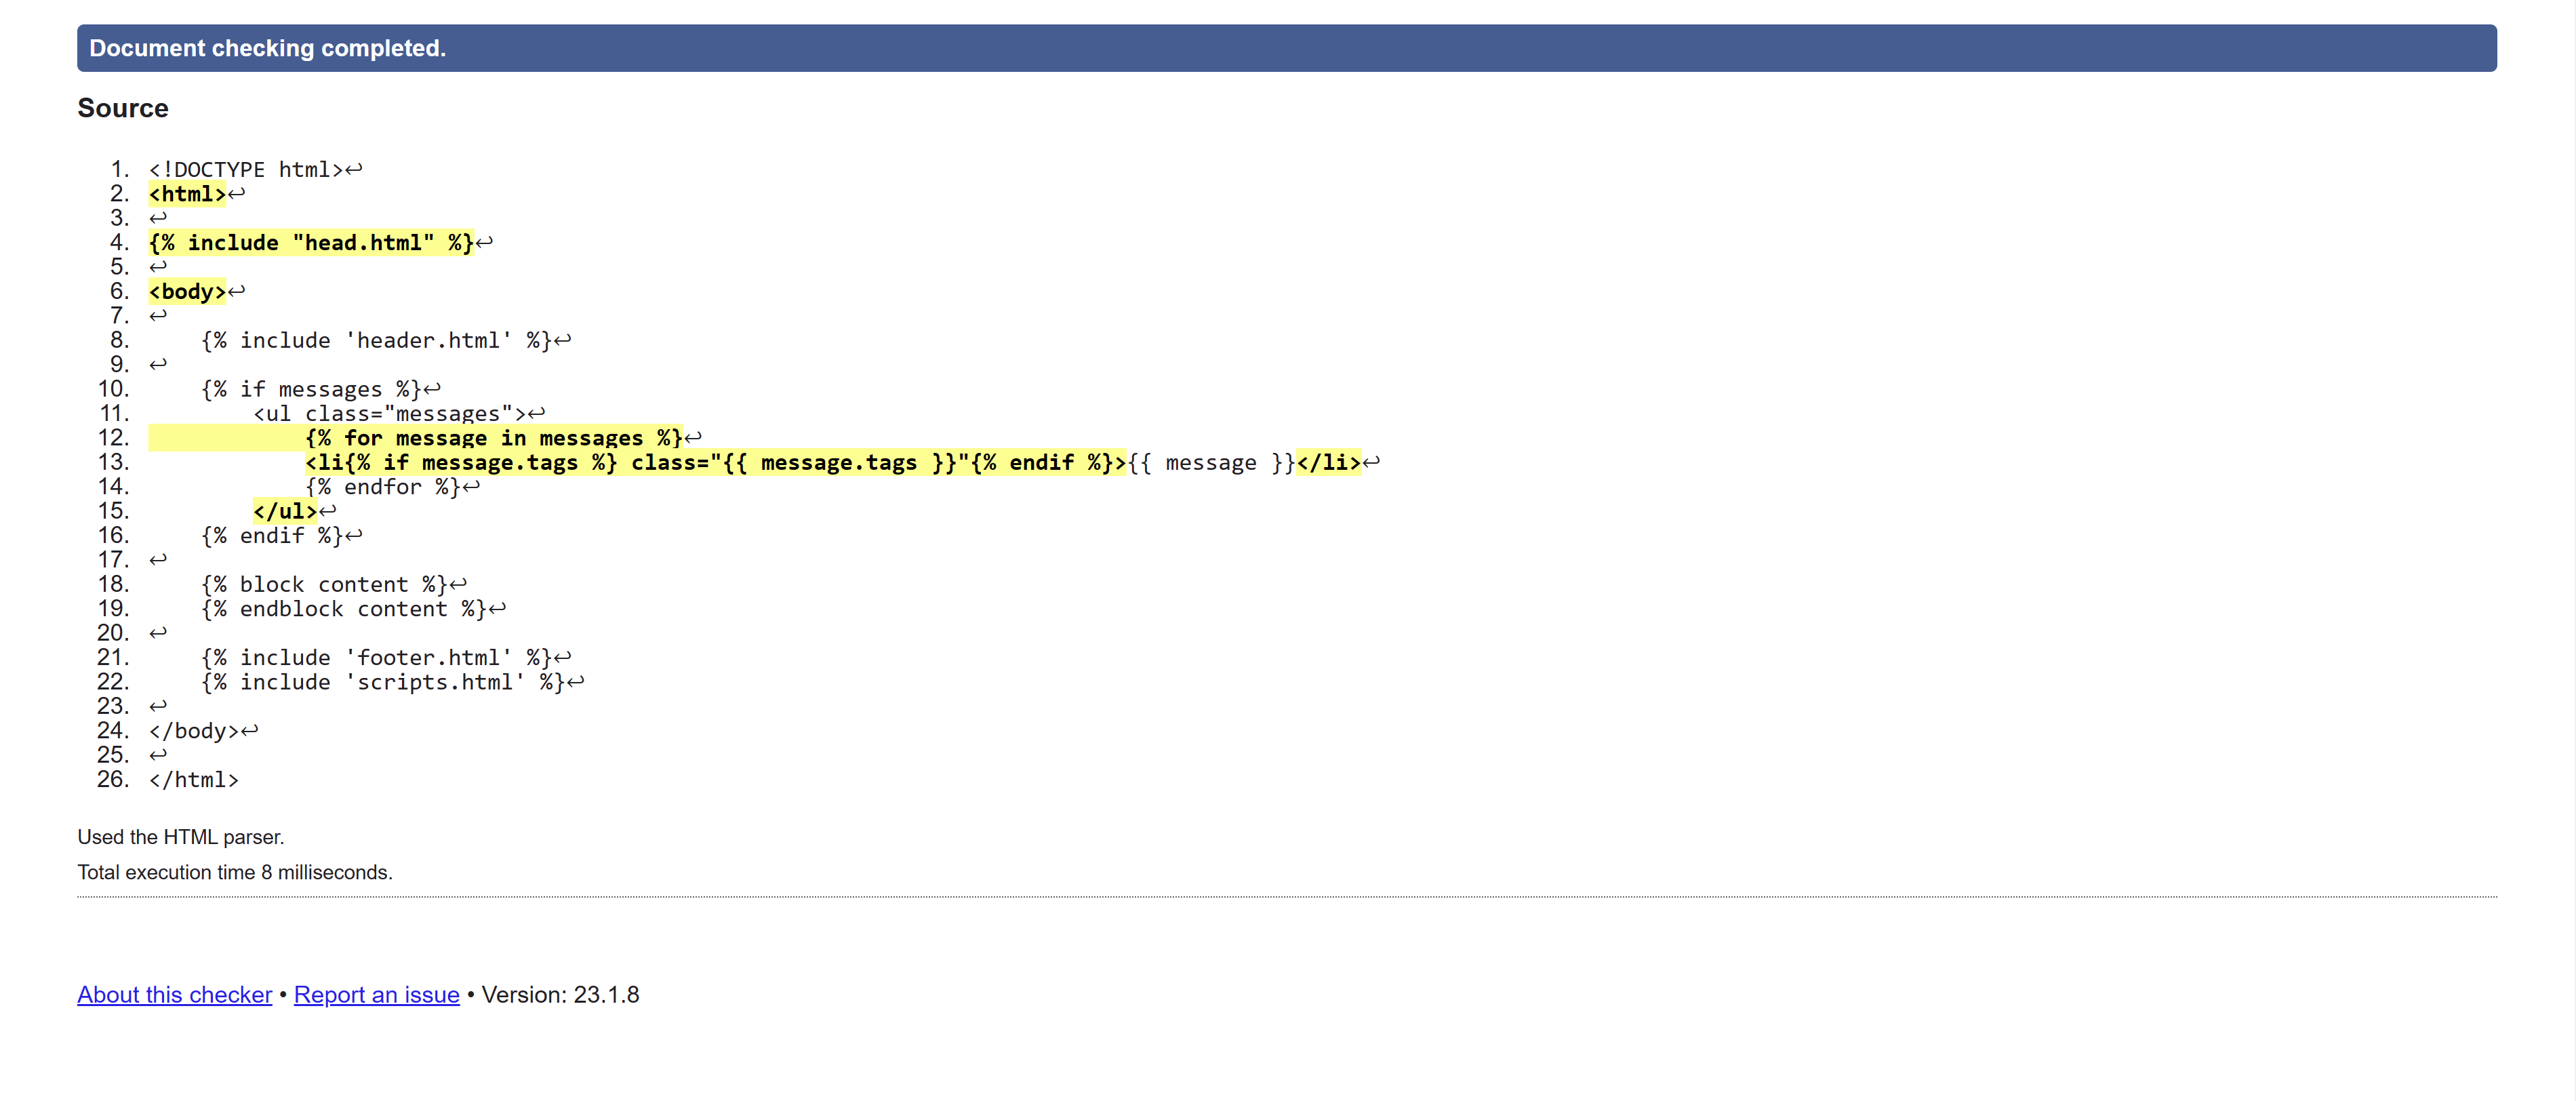 Document checking completed.
Source
1. <!DOCTYPE html>↩
2. <html>↩
3. ↩
4. {% include "head.html" %}↩
5. ↩
6. <body>↩
7. ↩
8.     {% include 'header.html' %}↩
9. ↩
10.     {% if messages %}↩
11.         <ul class="messages">↩
12.             {% for message in messages %}↩
13.             <li{% if message.tags %} class="{{ message.tags }}"{% endif %}>{{ message }}</li>↩
14.             {% endfor %}↩
15.         </ul>↩
16.     {% endif %}↩
17. ↩
18.     {% block content %}↩
19.     {% endblock content %}↩
20. ↩
21.     {% include 'footer.html' %}↩
22.     {% include 'scripts.html' %}↩
23. ↩
24. </body>↩
25. ↩
26. </html>
Used the HTML parser.
Total execution time 8 milliseconds.
About this checker • Report an issue • Version: 23.1.8